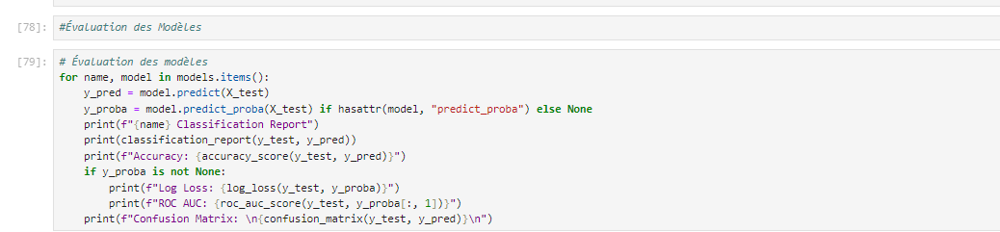 [78]: #Évaluation des Modèles
[79]: # Évaluation des modèles
for name, model in models.items():
    y_pred = model.predict(X_test)
    y_proba = model.predict_proba(X_test) if hasattr(model, "predict_proba") else None
    print(f"{name} Classification Report")
    print(classification_report(y_test, y_pred))
    print(f"Accuracy: {accuracy_score(y_test, y_pred)}")
    if y_proba is not None:
        print(f"Log Loss: {log_loss(y_test, y_proba)}")
        print(f"ROC AUC: {roc_auc_score(y_test, y_proba[:, 1])}")
    print(f"Confusion Matrix: \n{confusion_matrix(y_test, y_pred)}\n")